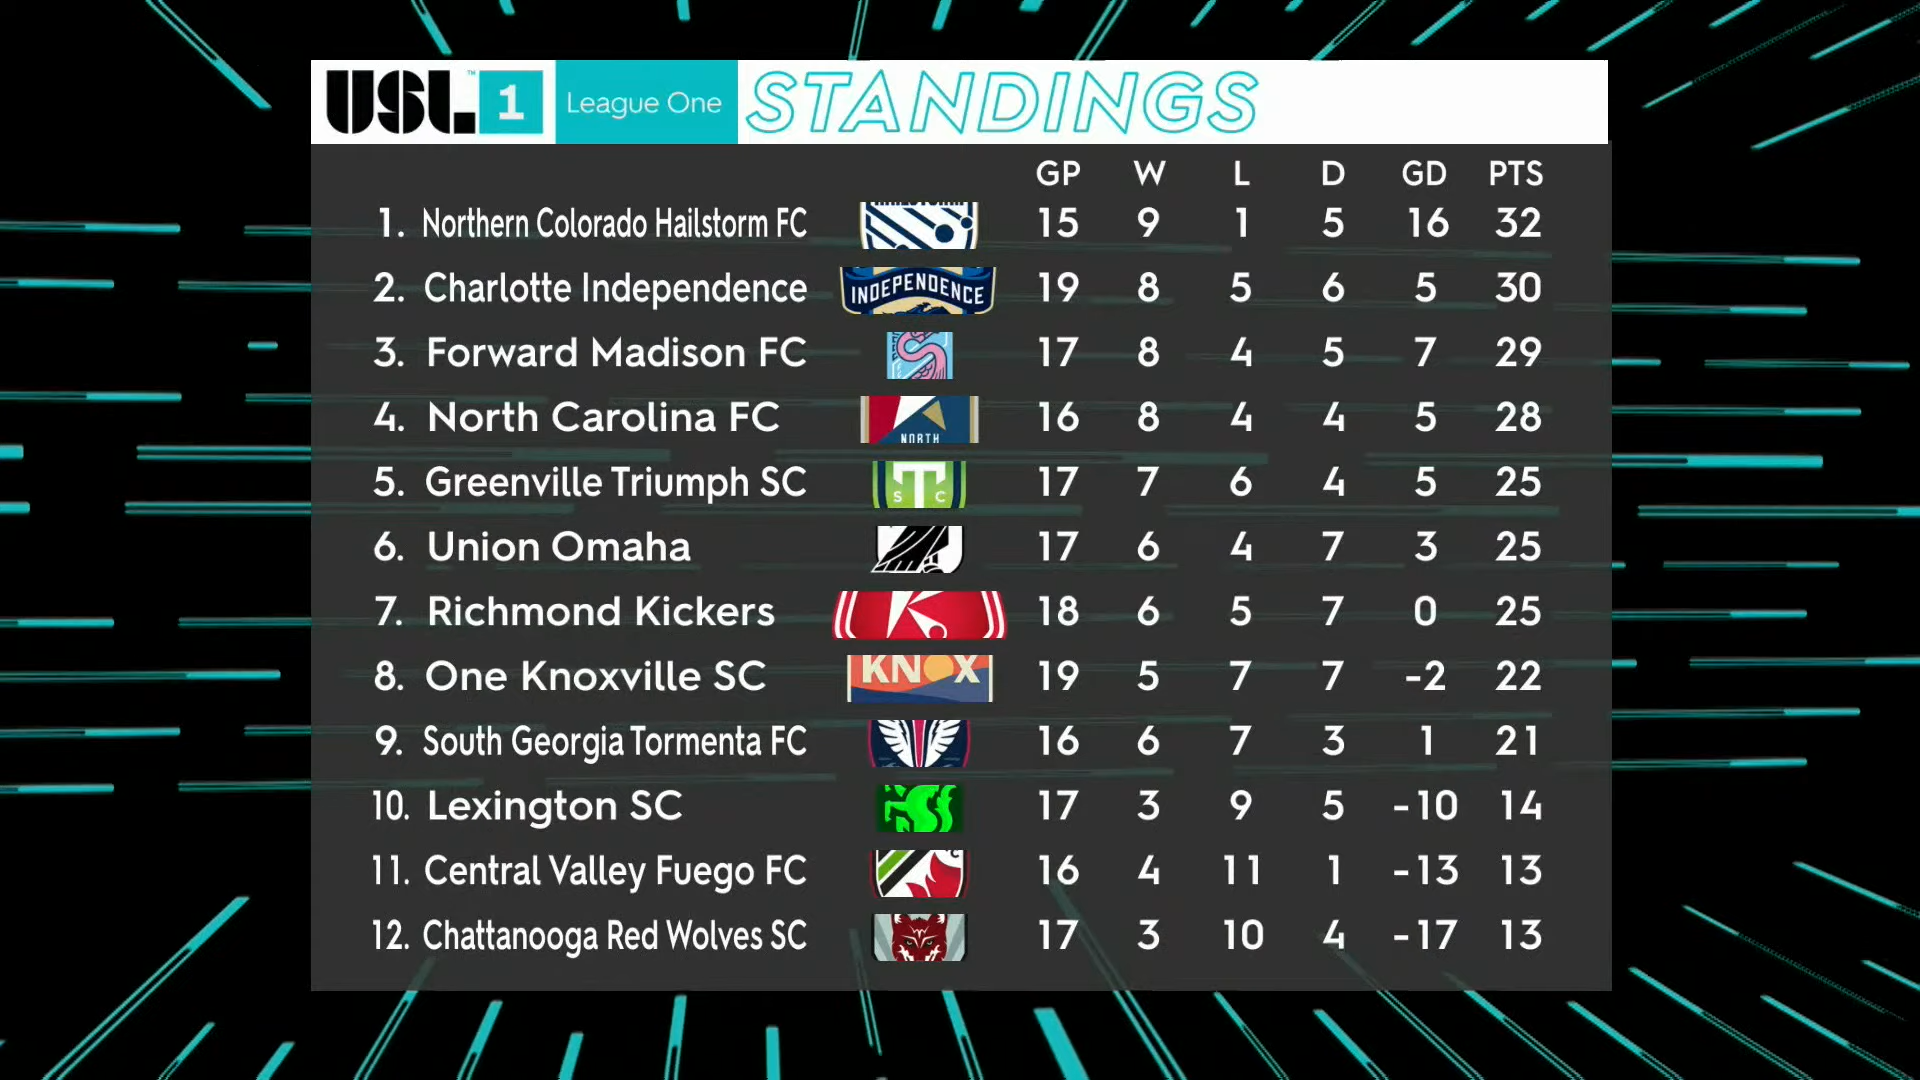 USL™ 1 League One STANDINGS
GP W L D GD PTS
1. Northern Colorado Hailstorm FC 15 9 1 5 16 32
2. Charlotte Independence INDEPENDENCE 19 8 5 6 5 30
3. Forward Madison FC 17 8 4 5 7 29
4. North Carolina FC NORTH 16 8 4 4 5 28
5. Greenville Triumph SC T S C 17 7 6 4 5 25
6. Union Omaha 17 6 4 7 3 25
7. Richmond Kickers K 18 6 5 7 0 25
8. One Knoxville SC KNOX 19 5 7 7 -2 22
9. South Georgia Tormenta FC 16 6 7 3 1 21
10. Lexington SC 17 3 9 5 -10 14
11. Central Valley Fuego FC 16 4 11 1 -13 13
12. Chattanooga Red Wolves SC 17 3 10 4 -17 13